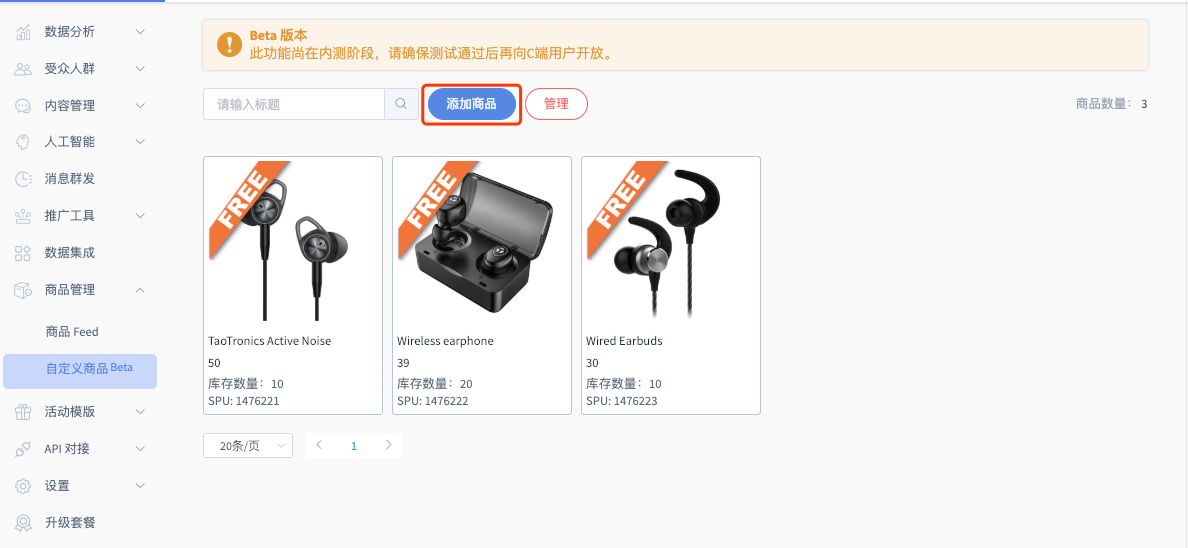 数据分析
受众人群
内容管理
人工智能
消息群发
推广工具
数据集成
商品管理
商品 Feed
自定义商品 Beta
活动模版
API 对接
设置
升级套餐
Beta 版本
此功能尚在内测阶段，请确保测试通过后再向C端用户开放。
请输入标题
添加商品
管理
商品数量： 3
FREE
TaoTronics Active Noise
50
库存数量： 10
SPU: 1476221
FREE
Wireless earphone
39
库存数量： 20
SPU: 1476222
FREE
Wired Earbuds
30
库存数量： 10
SPU: 1476223
20条/页
1